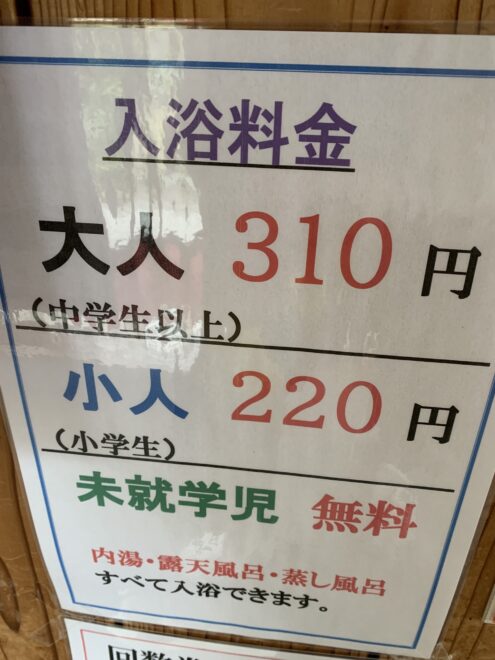 入浴料金
大人 310 円
(中学生以上)
小人 220 円
(小学生)
未就学児 無料
内湯・露天風呂・蒸し風呂
すべて入浴できます。
回数